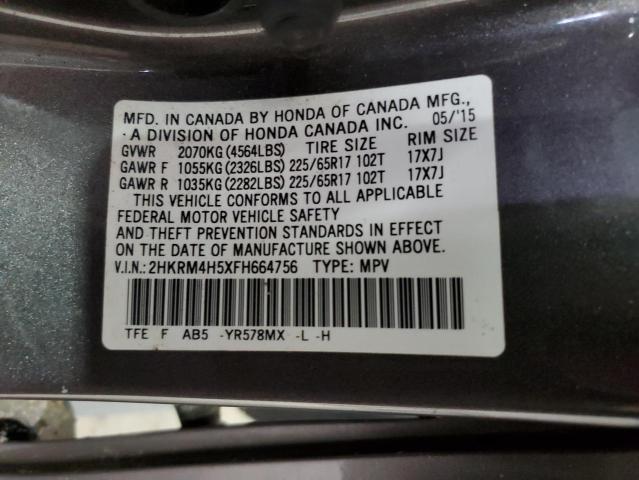 MFD. IN CANADA BY HONDA OF CANADA MFG.,
A DIVISION OF HONDA CANADA INC. 05/'15
GVWR 2070KG (4564LBS) TIRE SIZE RIM SIZE
GAWR F 1055KG (2326LBS) 225/65R17 102T 17X7J
GAWR R 1035KG (2282LBS) 225/65R17 102T 17X7J
THIS VEHICLE CONFORMS TO ALL APPLICABLE
FEDERAL MOTOR VEHICLE SAFETY
AND THEFT PREVENTION STANDARDS IN EFFECT
ON THE DATE OF MANUFACTURE SHOWN ABOVE.
V.I.N.: 2HKRM4H5XFH664756 TYPE: MPV
TFE F AB5 -YR578MX -L -H